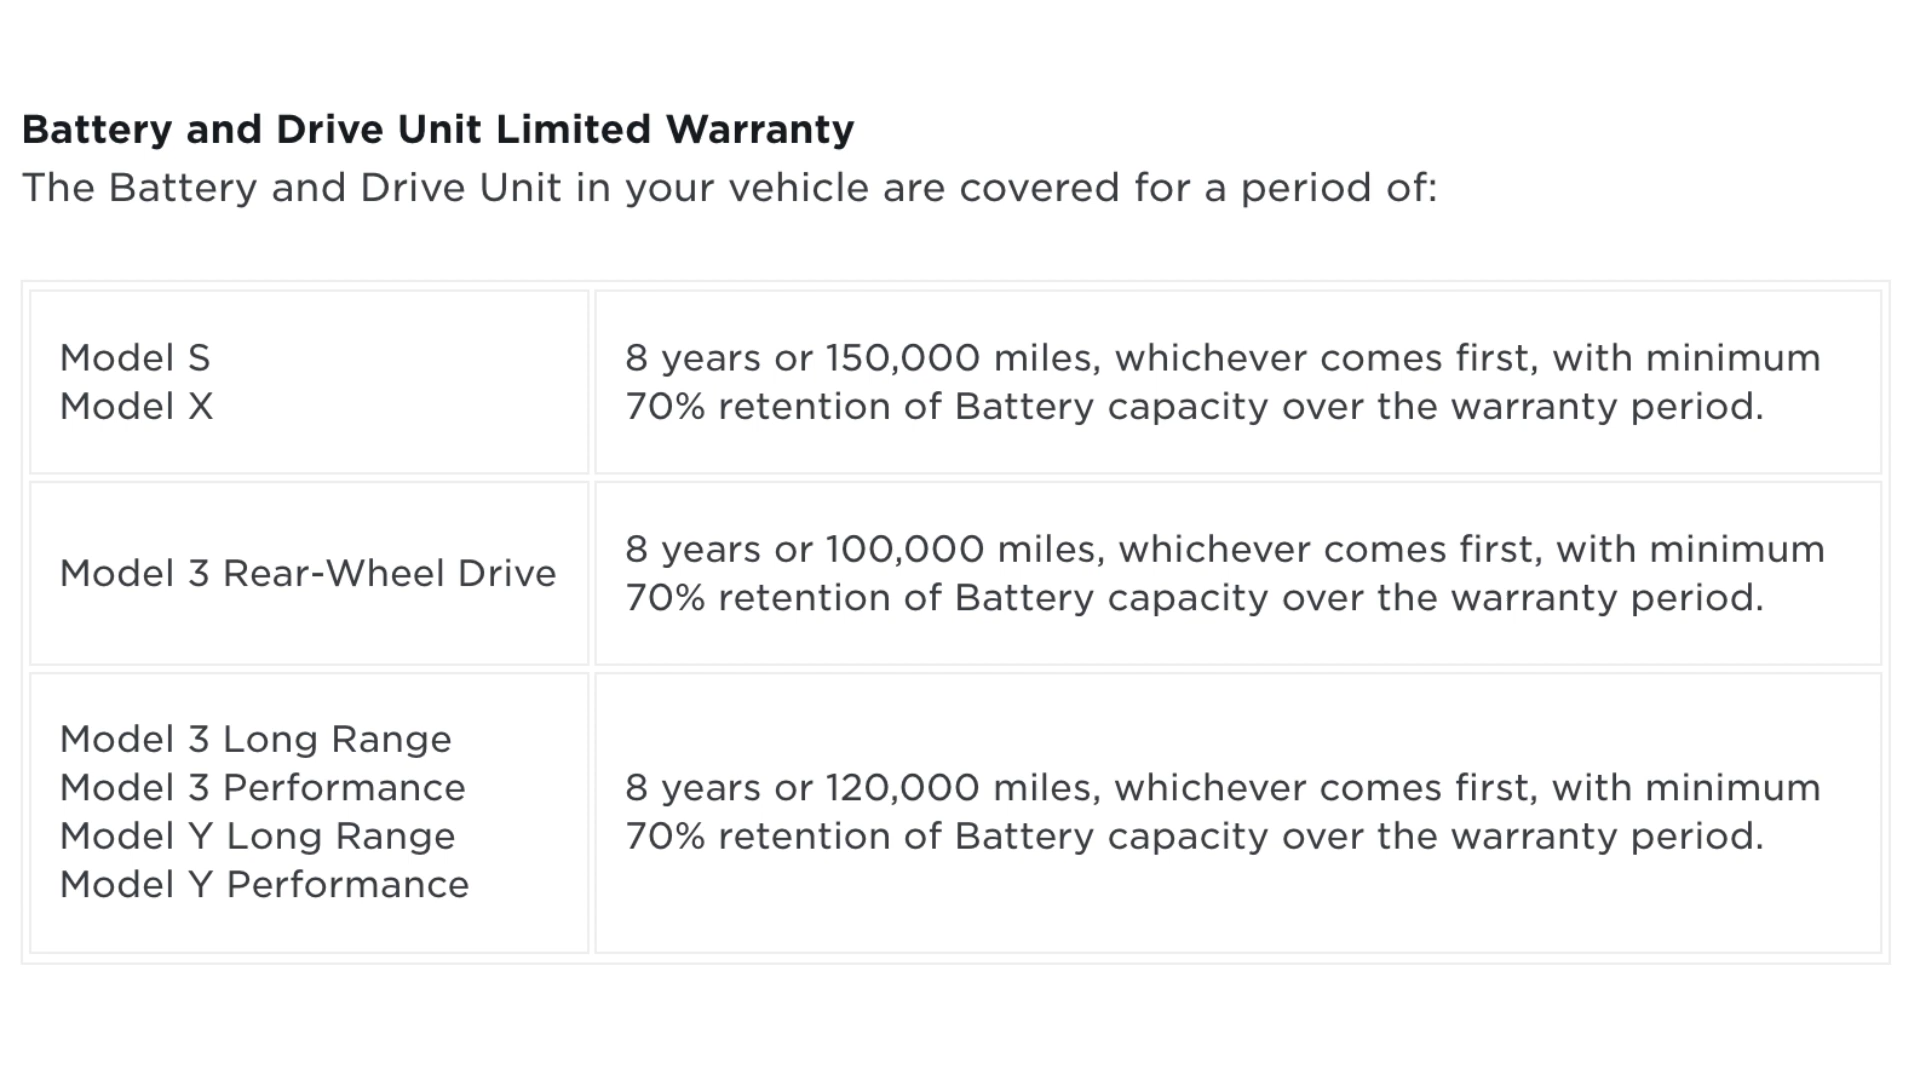 Battery and Drive Unit Limited Warranty
The Battery and Drive Unit in your vehicle are covered for a period of:
Model S
Model X
8 years or 150,000 miles, whichever comes first, with minimum
70% retention of Battery capacity over the warranty period.
Model 3 Rear-Wheel Drive
8 years or 100,000 miles, whichever comes first, with minimum
70% retention of Battery capacity over the warranty period.
Model 3 Long Range
Model 3 Performance
Model Y Long Range
Model Y Performance
8 years or 120,000 miles, whichever comes first, with minimum
70% retention of Battery capacity over the warranty period.